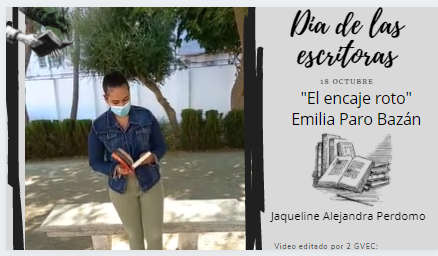 Dia de las
escritoras
18 OCTUBRE
"El encaje roto"
Emilia Paro Bazán
Jaqueline Alejandra Perdomo
Video editado por 2 GVEC: